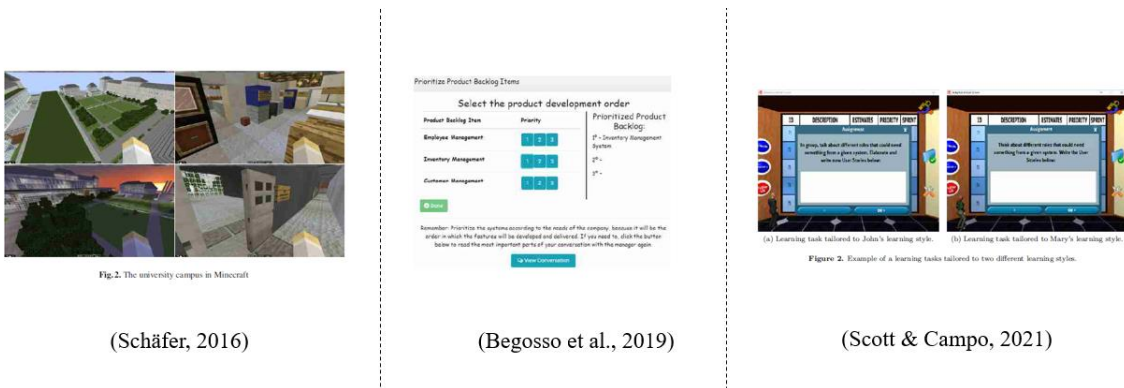 Fig. 2. The university campus in Minecraft
(Schäfer, 2016)
Prioritize Product Backlog Items
Select the product development order
Product Backlog Item Priority
Employee Management 1 2 3
Inventory Management 1 2 3
Customer Management 1 2 3
Prioritized Product
Backlog:
1º - Inventory Management
System
2º -
3º -
Done
Remember: Prioritize the systems according to the needs of the company, because it will be the
order in which the features will be developed and delivered. If you need to, click the button
below to read the most important parts of your conversation with the manager again
View Conversation
(Begosso et al., 2019)
ID DESCRIPTION ESTIMATES PRIORITY SPRINT
Assignment
In group, talk about different roles that could need
something from a given system. Elaborate and
write new User Stories below:
ID DESCRIPTION ESTIMATES PRIORITY SPRINT
Assignment
Think about different roles that could need
something from a given system. Write the User
Stories below:
(a) Learning task tailored to John's learning style.
(b) Learning task tailored to Mary's learning style.
Figure 2. Example of a learning tasks tailored to two different learning styles.
(Scott & Campo, 2021)